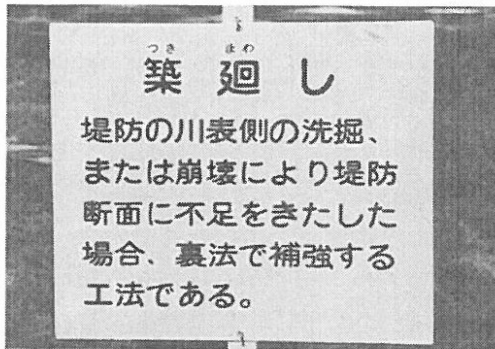 つき まわ
築廻し
堤防の川表側の洗掘、
または崩壊により堤防
断面に不足をきたした
場合、裏法で補強する
工法である。